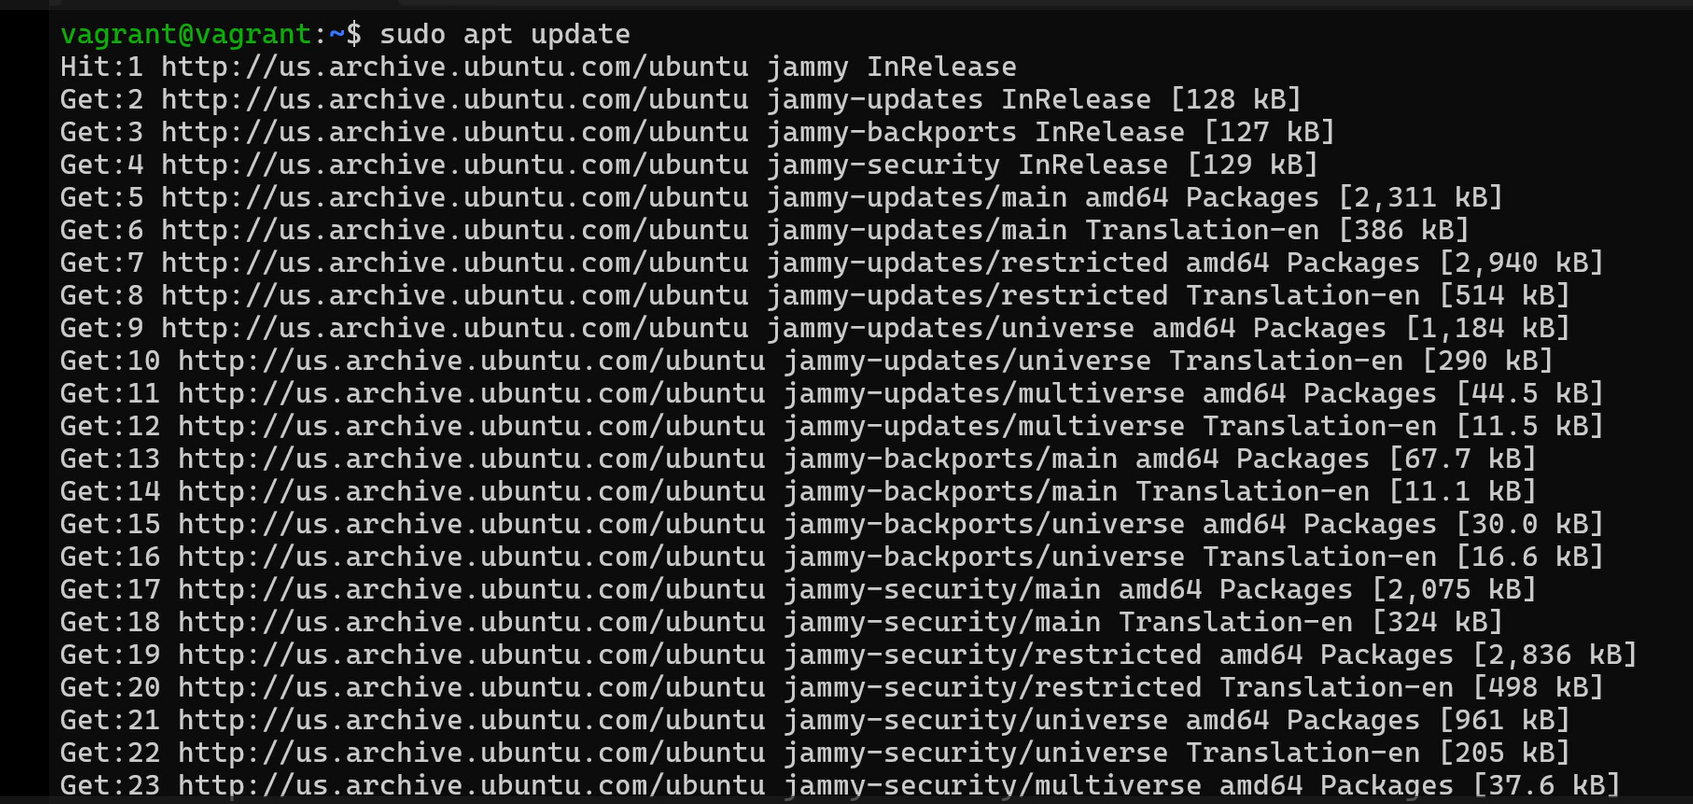 vagrant@vagrant:~$ sudo apt update
Hit:1 http://us.archive.ubuntu.com/ubuntu jammy InRelease
Get:2 http://us.archive.ubuntu.com/ubuntu jammy-updates InRelease [128 kB]
Get:3 http://us.archive.ubuntu.com/ubuntu jammy-backports InRelease [127 kB]
Get:4 http://us.archive.ubuntu.com/ubuntu jammy-security InRelease [129 kB]
Get:5 http://us.archive.ubuntu.com/ubuntu jammy-updates/main amd64 Packages [2,311 kB]
Get:6 http://us.archive.ubuntu.com/ubuntu jammy-updates/main Translation-en [386 kB]
Get:7 http://us.archive.ubuntu.com/ubuntu jammy-updates/restricted amd64 Packages [2,940 kB]
Get:8 http://us.archive.ubuntu.com/ubuntu jammy-updates/restricted Translation-en [514 kB]
Get:9 http://us.archive.ubuntu.com/ubuntu jammy-updates/universe amd64 Packages [1,184 kB]
Get:10 http://us.archive.ubuntu.com/ubuntu jammy-updates/universe Translation-en [290 kB]
Get:11 http://us.archive.ubuntu.com/ubuntu jammy-updates/multiverse amd64 Packages [44.5 kB]
Get:12 http://us.archive.ubuntu.com/ubuntu jammy-updates/multiverse Translation-en [11.5 kB]
Get:13 http://us.archive.ubuntu.com/ubuntu jammy-backports/main amd64 Packages [67.7 kB]
Get:14 http://us.archive.ubuntu.com/ubuntu jammy-backports/main Translation-en [11.1 kB]
Get:15 http://us.archive.ubuntu.com/ubuntu jammy-backports/universe amd64 Packages [30.0 kB]
Get:16 http://us.archive.ubuntu.com/ubuntu jammy-backports/universe Translation-en [16.6 kB]
Get:17 http://us.archive.ubuntu.com/ubuntu jammy-security/main amd64 Packages [2,075 kB]
Get:18 http://us.archive.ubuntu.com/ubuntu jammy-security/main Translation-en [324 kB]
Get:19 http://us.archive.ubuntu.com/ubuntu jammy-security/restricted amd64 Packages [2,836 kB]
Get:20 http://us.archive.ubuntu.com/ubuntu jammy-security/restricted Translation-en [498 kB]
Get:21 http://us.archive.ubuntu.com/ubuntu jammy-security/universe amd64 Packages [961 kB]
Get:22 http://us.archive.ubuntu.com/ubuntu jammy-security/universe Translation-en [205 kB]
Get:23 http://us.archive.ubuntu.com/ubuntu jammy-security/multiverse amd64 Packages [37.6 kB]